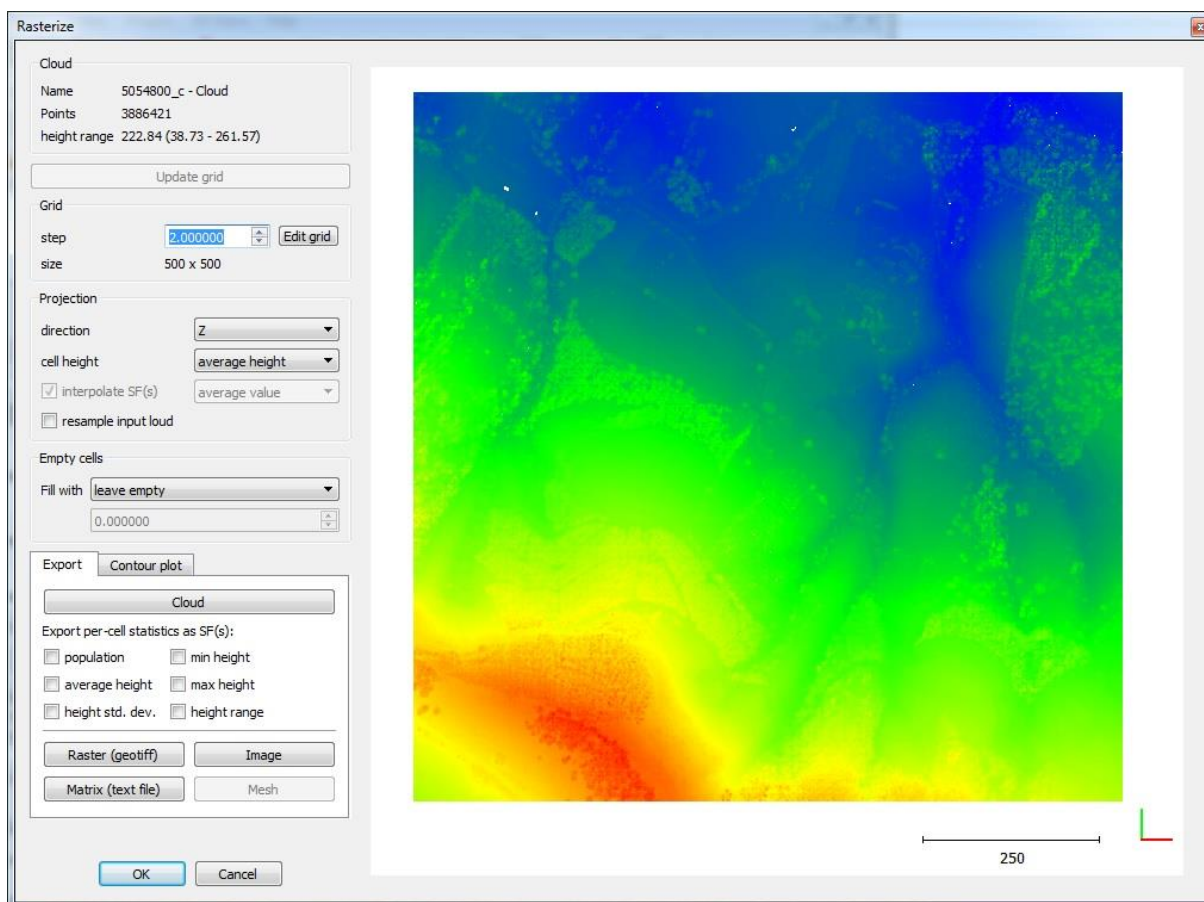 Rasterize
Cloud
Name 5054800_c - Cloud
Points 3886421
height range 222.84 (38.73 - 261.57)
Update grid
Grid
step 2.000000 Edit grid
size 500 x 500
Projection
direction Z
cell height average height
interpolate SF(s) average value
resample input loud
Empty cells
Fill with leave empty
0.000000
Export Contour plot
Cloud
Export per-cell statistics as SF(s):
population min height
average height max height
height std. dev. height range
Raster (geotiff) Image
Matrix (text file) Mesh
OK Cancel
250